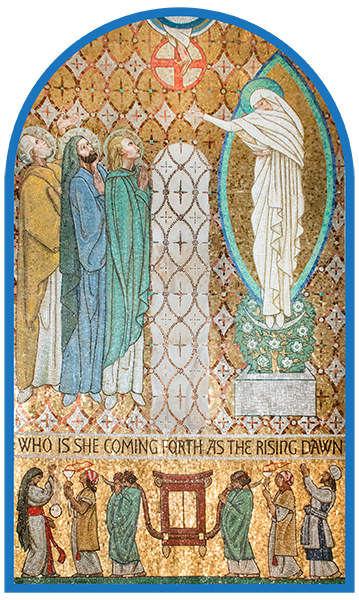 WHO IS SHE COMING FORTH AS THE RISING DAWN